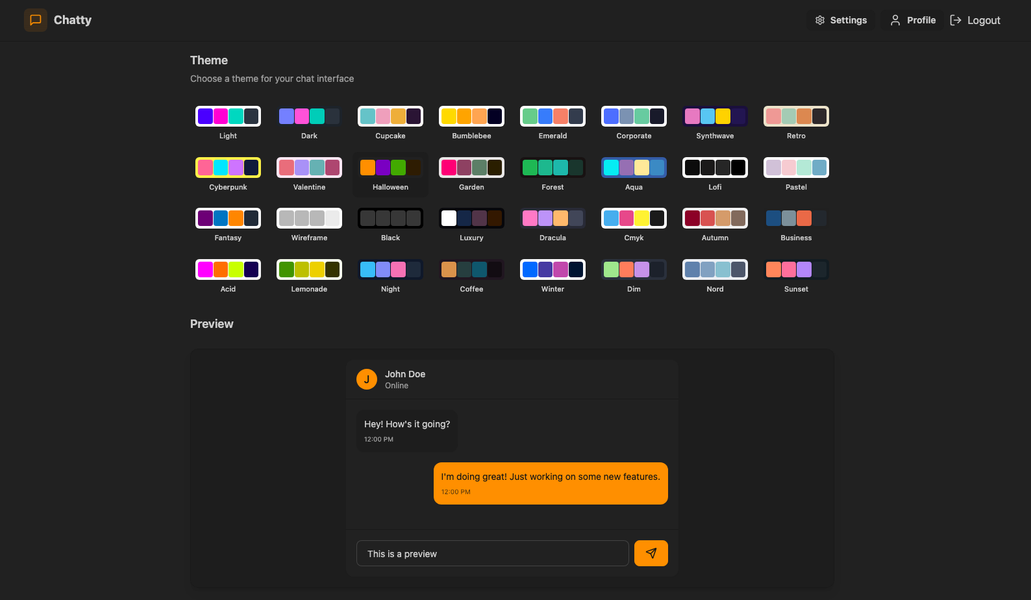 Chatty
Settings Profile Logout
Theme
Choose a theme for your chat interface
Light Dark Cupcake Bumblebee Emerald Corporate Synthwave Retro
Cyberpunk Valentine Halloween Garden Forest Aqua Lofi Pastel
Fantasy Wireframe Black Luxury Dracula Cmyk Autumn Business
Acid Lemonade Night Coffee Winter Dim Nord Sunset
Preview
J
John Doe
Online
Hey! How's it going?
12:00 PM
I'm doing great! Just working on some new features.
12:00 PM
This is a preview